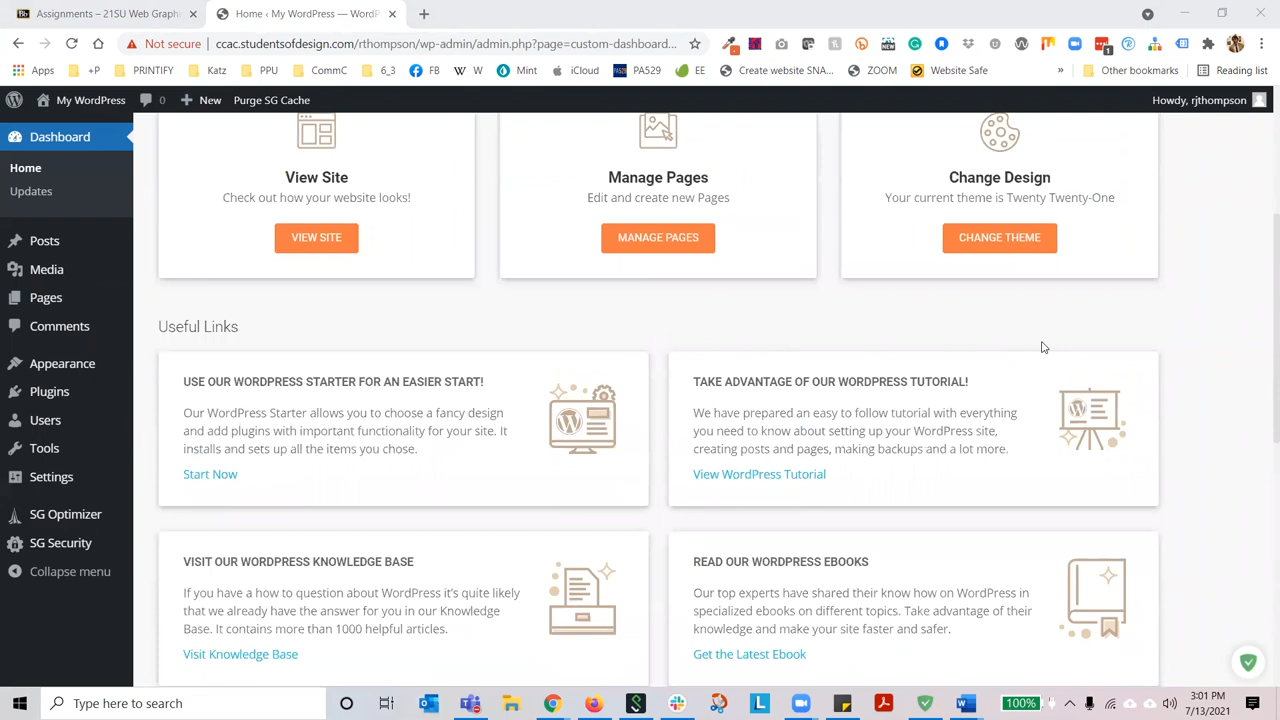 Assignments – 21SU Web Graph
Home ‹ My WordPress — WordP
Not secure
ccac.studentsofdesign.com/rthompson/wp-admin/admin.php?page=custom-dashboard...
Apps
+P
PRINTIFY
Katz
PPU
CommC
6_3
FB
W
Mint
iCloud
PA529
EE
Create website SNA...
ZOOM
Website Safe
»
Other bookmarks
Reading list
My WordPress
0
New
Purge SG Cache
Howdy, rjthompson
Dashboard
Home
Updates
Posts
Media
Pages
Comments
Appearance
Plugins
Users
Tools
Settings
SG Optimizer
SG Security
Collapse menu
View Site
Check out how your website looks!
VIEW SITE
Manage Pages
Edit and create new Pages
MANAGE PAGES
Change Design
Your current theme is Twenty Twenty-One
CHANGE THEME
Useful Links
USE OUR WORDPRESS STARTER FOR AN EASIER START!
Our WordPress Starter allows you to choose a fancy design
and add plugins with important functionality for your site. It
installs and sets up all the items you chose.
Start Now
TAKE ADVANTAGE OF OUR WORDPRESS TUTORIAL!
We have prepared an easy to follow tutorial with everything
you need to know about setting up your WordPress site,
creating posts and pages, making backups and a lot more.
View WordPress Tutorial
VISIT OUR WORDPRESS KNOWLEDGE BASE
If you have a how to question about WordPress it's quite likely
that we already have the answer for you in our Knowledge
Base. It contains more than 1000 helpful articles.
Visit Knowledge Base
READ OUR WORDPRESS EBOOKS
Our top experts have shared their know how on WordPress in
specialized ebooks on different topics. Take advantage of their
knowledge and make your site faster and safer.
Get the Latest Ebook
Type here to search
100%
3:01 PM
7/13/2021